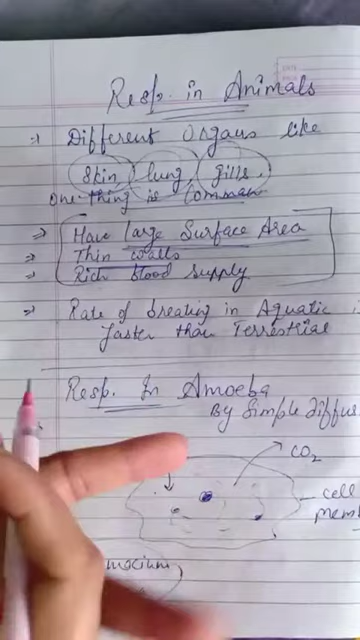 Resp. in Animals
Different organs like
Skin, lung, gills.
one thing is common
Have large Surface Area
Thin walls
Rich blood supply
Rate of breating in Aquatic is
faster than Terrestrial
Resp. In Amoeba
By Simple diffus
CO2
cell
memb